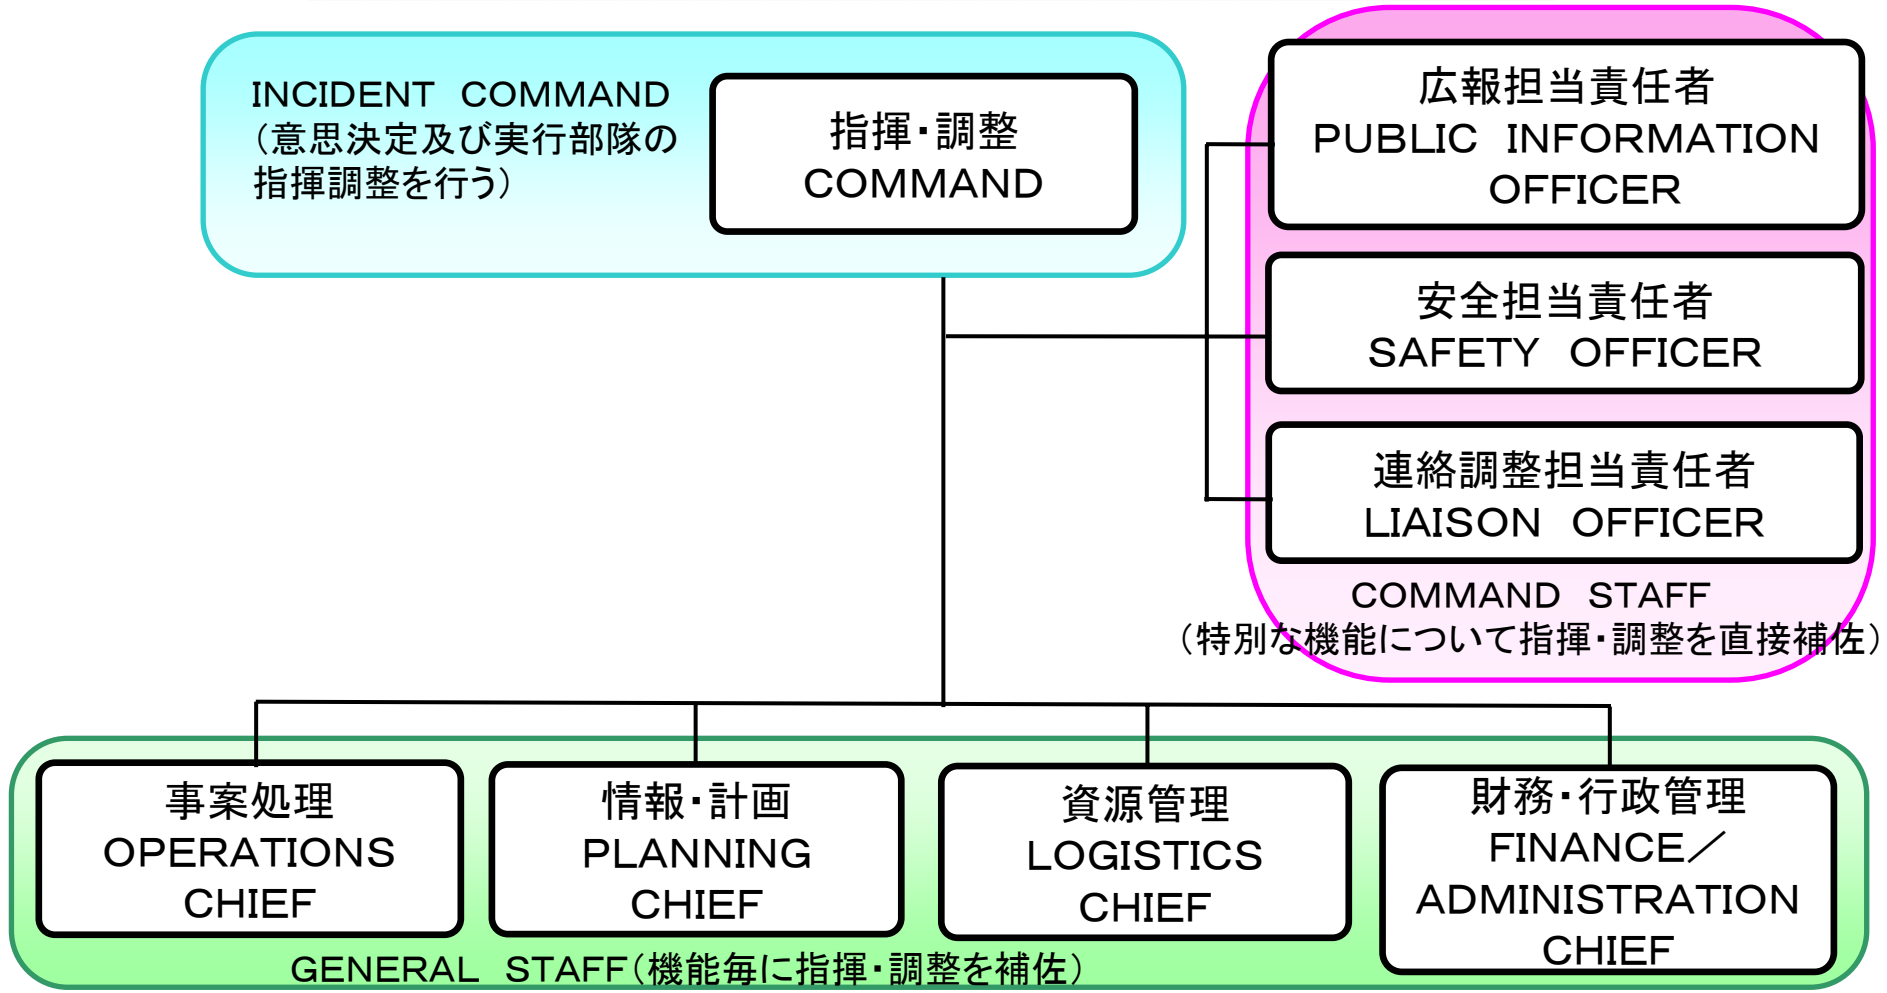 INCIDENT　COMMAND
（意思決定及び実行部隊の
指揮調整を行う）
指揮・調整
COMMAND
広報担当責任者
PUBLIC　INFORMATION
OFFICER
安全担当責任者
SAFETY　OFFICER
連絡調整担当責任者
LIAISON　OFFICER
COMMAND　STAFF
（特別な機能について指揮・調整を直接補佐）
事案処理
OPERATIONS
CHIEF
情報・計画
PLANNING
CHIEF
資源管理
LOGISTICS
CHIEF
財務・行政管理
FINANCE／
ADMINISTRATION
CHIEF
GENERAL　STAFF（機能毎に指揮・調整を補佐）